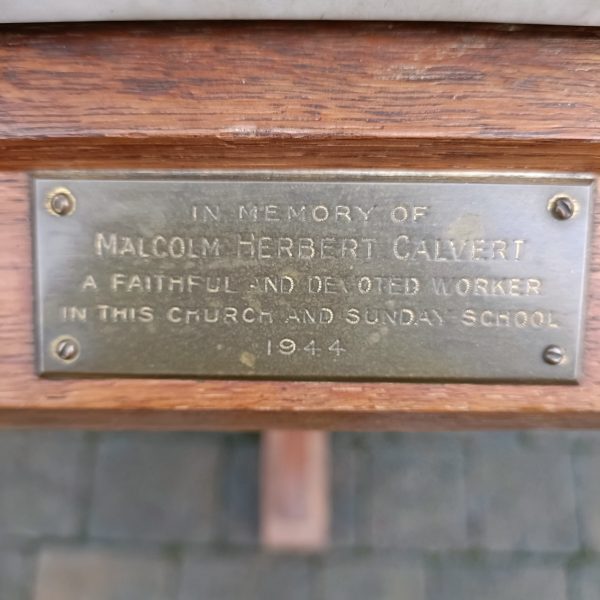 IN MEMORY OF
MALCOLM HERBERT CALVERT
A FAITHFUL AND DEVOTED WORKER
IN THIS CHURCH AND SUNDAY SCHOOL
1944